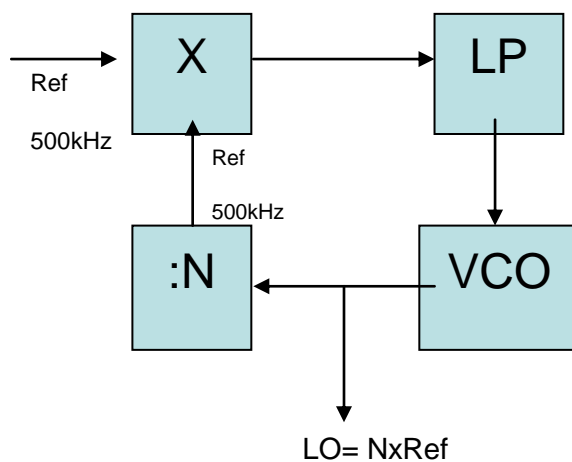 X
LP
Ref
500kHz
Ref
500kHz
:N
VCO
LO= NxRef